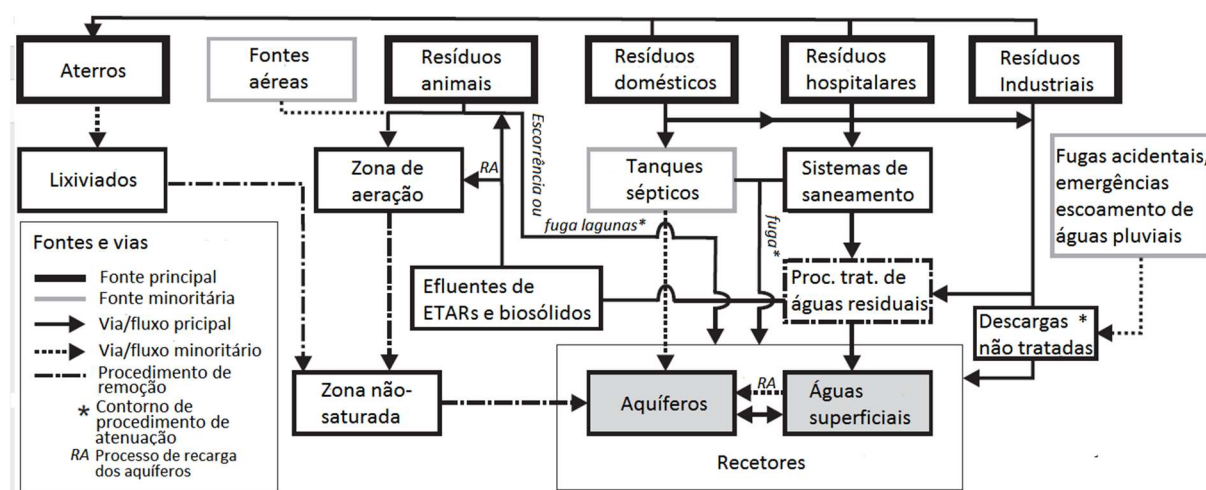 Aterros
Fontes
aéreas
Resíduos
animais
Resíduos
domésticos
Resíduos
hospitalares
Resíduos
Industriais
Lixiviados
Zona de
aeração
RA
Escorrência ou
fuga lagunas*
Tanques
sépticos
fuga*
Sistemas de
saneamento
Fugas acidentais,
emergências
escoamento de
águas pluviais
Fontes e vias
Fonte principal
Fonte minoritária
Via/fluxo pricipal
Via/fluxo minoritário
Procedimento de
remoção
* Contorno de
procedimento de
atenuação
RA Processo de recarga
dos aquíferos
Efluentes de
ETARs e biosólidos
Proc. trat. de
águas residuais
Descargas *
não tratadas
Zona não-
saturada
Aquíferos
RA
Águas
superficiais
Recetores